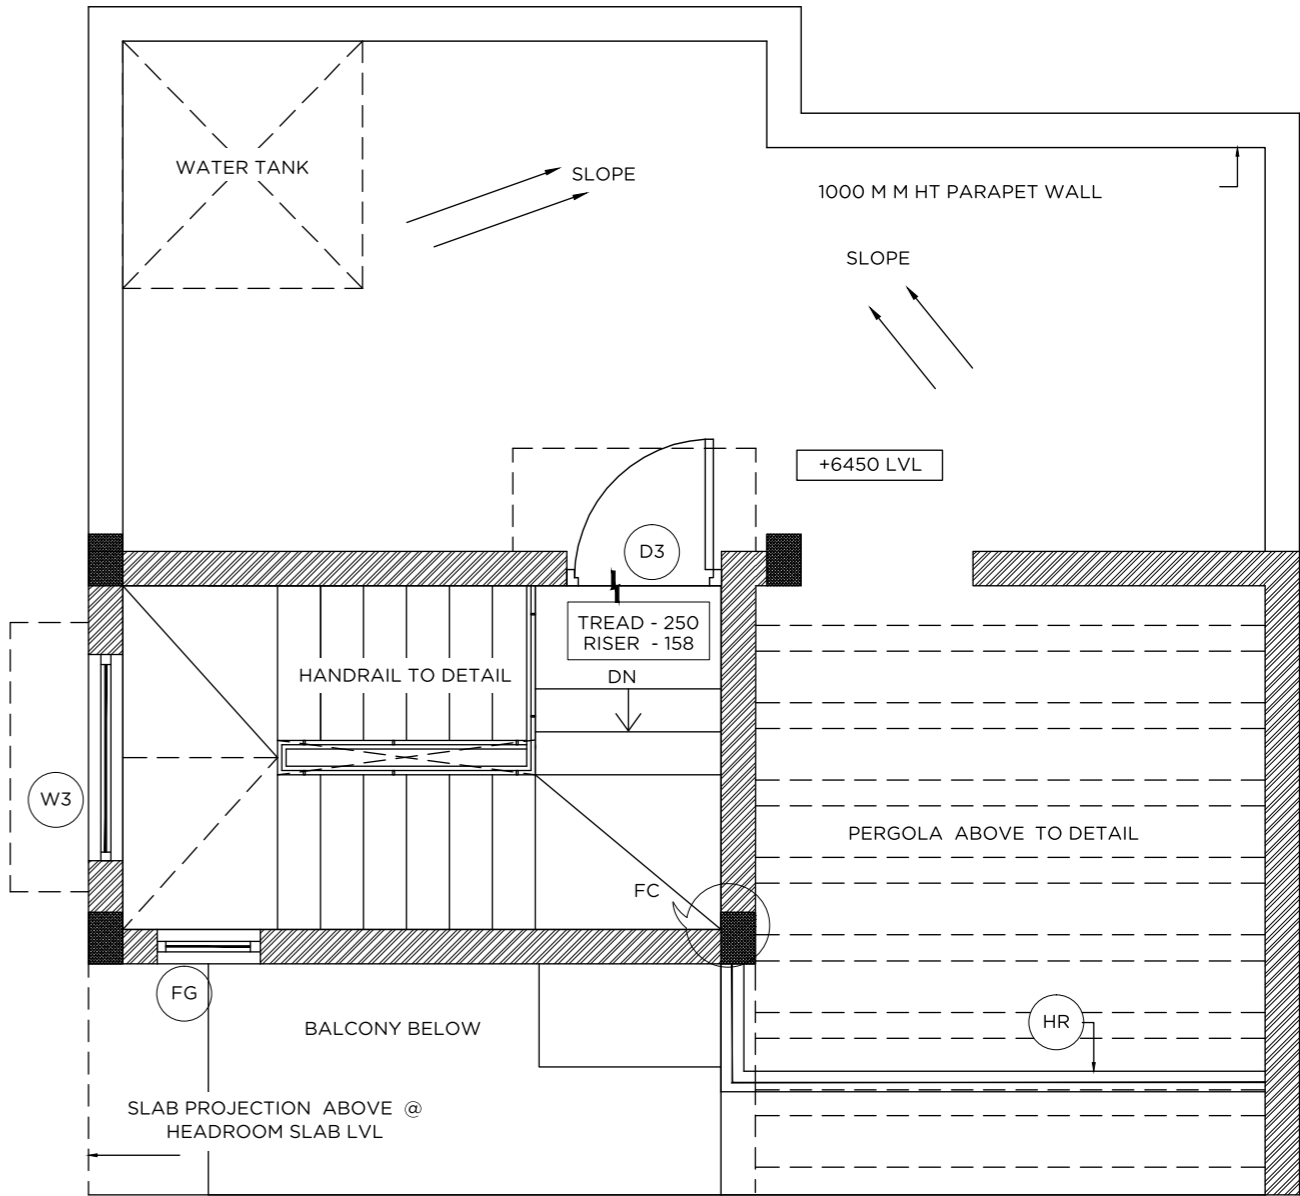 WATER TANK
SLOPE
1000 M M HT PARAPET WALL
SLOPE
+6450 LVL
D3
TREAD - 250
RISER - 158
HANDRAIL TO DETAIL
DN
W3
PERGOLA ABOVE TO DETAIL
FC
FG
HR
BALCONY BELOW
SLAB PROJECTION ABOVE @
HEADROOM SLAB LVL